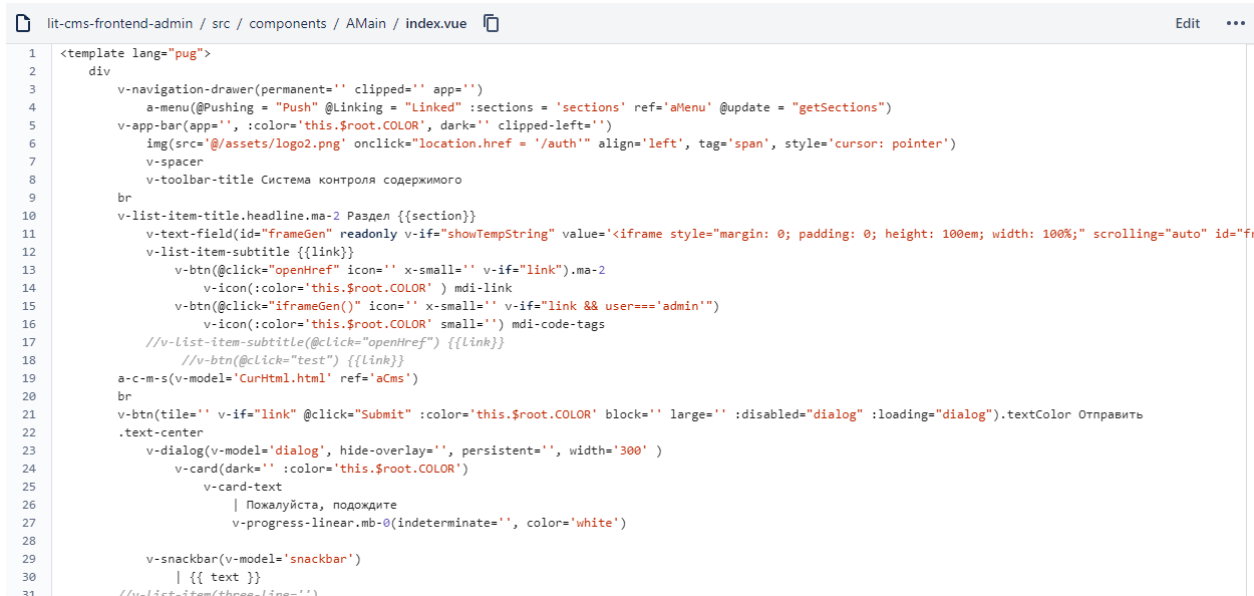 lit-cms-frontend-admin / src / components / AMain / index.vue Edit
1 <template lang="pug">
2 div
3 v-navigation-drawer(permanent='' clipped='' app='')
4 a-menu(@Pushing = "Push" @Linking = "Linked" :sections = 'sections' ref='aMenu' @update = "getSections")
5 v-app-bar(app='', :color='this.$root.COLOR', dark='' clipped-left='')
6 img(src='@/assets/logo2.png' onclick="location.href = '/auth'" align='left', tag='span', style='cursor: pointer')
7 v-spacer
8 v-toolbar-title Система контроля содержимого
9 br
10 v-list-item-title.headline.ma-2 Раздел {{section}}
11 v-text-field(id="frameGen" readonly v-if="showTempString" value='<iframe style="margin: 0; padding: 0; height: 100em; width: 100%;" scrolling="auto" id="fr
12 v-list-item-subtitle {{link}}
13 v-btn(@click="openHref" icon='' x-small='' v-if="link").ma-2
14 v-icon(:color='this.$root.COLOR' ) mdi-link
15 v-btn(@click="iframeGen()" icon='' x-small='' v-if="link && user==='admin'")
16 v-icon(:color='this.$root.COLOR' small='') mdi-code-tags
17 //v-list-item-subtitle(@click="openHref") {{link}}
18 //v-btn(@click="test") {{link}}
19 a-c-m-s(v-model='CurHtml.html' ref='aCms')
20 br
21 v-btn(tile='' v-if="link" @click="Submit" :color='this.$root.COLOR' block='' large='' :disabled="dialog" :loading="dialog").textColor Отправить
22 .text-center
23 v-dialog(v-model='dialog', hide-overlay='', persistent='', width='300' )
24 v-card(dark='' :color='this.$root.COLOR')
25 v-card-text
26 | Пожалуйста, подождите
27 v-progress-linear.mb-0(indeterminate='', color='white')
28
29 v-snackbar(v-model='snackbar')
30 | {{ text }}
31 //v-list-item(three-line='')